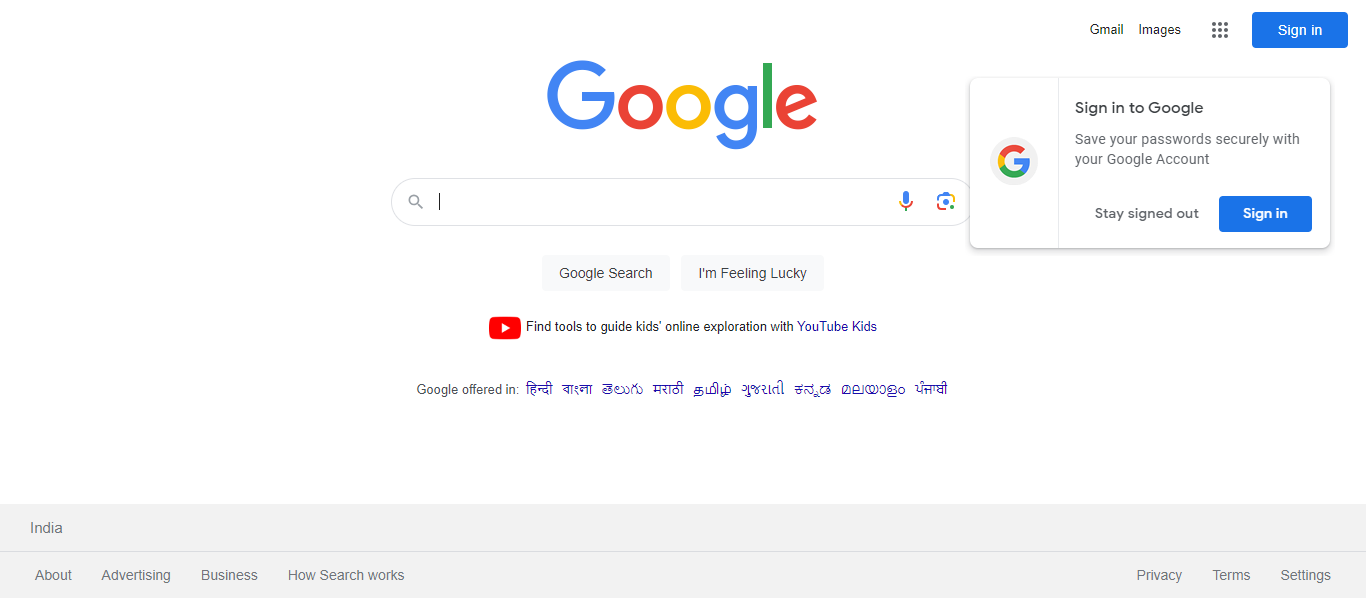 Gmail Images Sign in
Google
Sign in to Google
Save your passwords securely with
your Google Account
Stay signed out Sign in
Google Search I'm Feeling Lucky
Find tools to guide kids' online exploration with YouTube Kids
Google offered in: हिन्दी বাংলা తెలుగు मराठी தமிழ் ગુજરાતી ಕನ್ನಡ മലയാളം ਪੰਜਾਬੀ
India
About Advertising Business How Search works Privacy Terms Settings